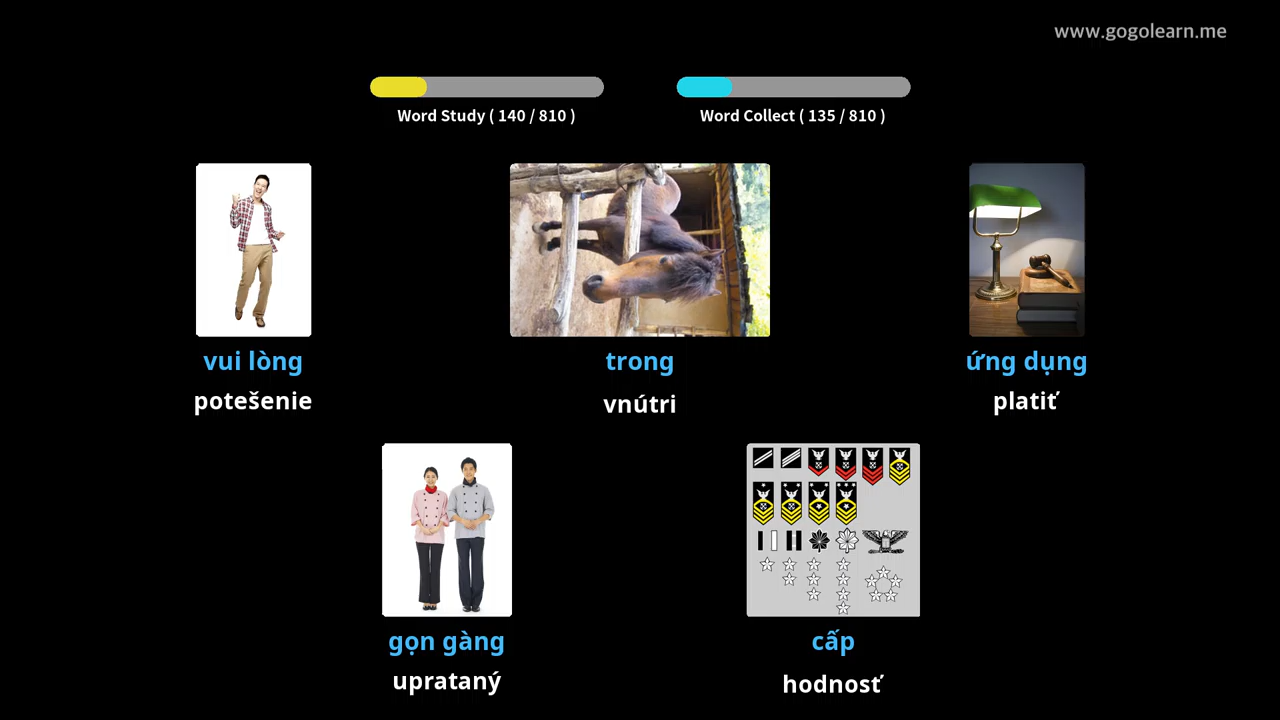 www.gogolearn.me
Word Study ( 140 / 810 )
Word Collect ( 135 / 810 )
vui lòng
potešenie
trong
vnútri
ứng dụng
platiť
gọn gàng
uprataný
cấp
hodnosť